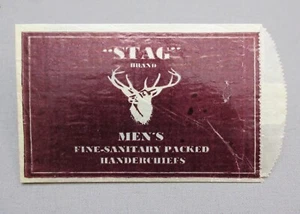 "STAG"
BRAND
MEN'S
FINE-SANITARY PACKED
HANDERCHIEFS